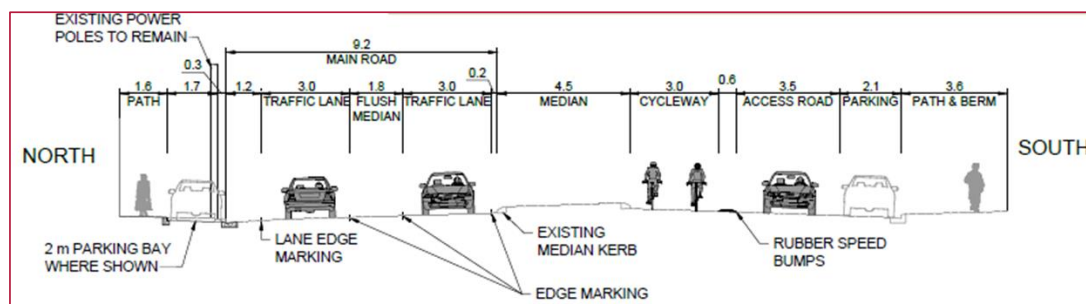 EXISTING POWER
POLES TO REMAIN
9.2
MAIN ROAD
0.3
0.2
0.6
1.6
1.7
1.2
3.0
1.8
3.0
4.5
3.0
3.5
2.1
3.6
PATH
TRAFFIC LANE
FLUSH
MEDIAN
TRAFFIC LANE
MEDIAN
CYCLEWAY
ACCESS ROAD
PARKING
PATH & BERM
NORTH
SOUTH
2 m PARKING BAY
WHERE SHOWN
LANE EDGE
MARKING
EXISTING
MEDIAN KERB
RUBBER SPEED
BUMPS
EDGE MARKING